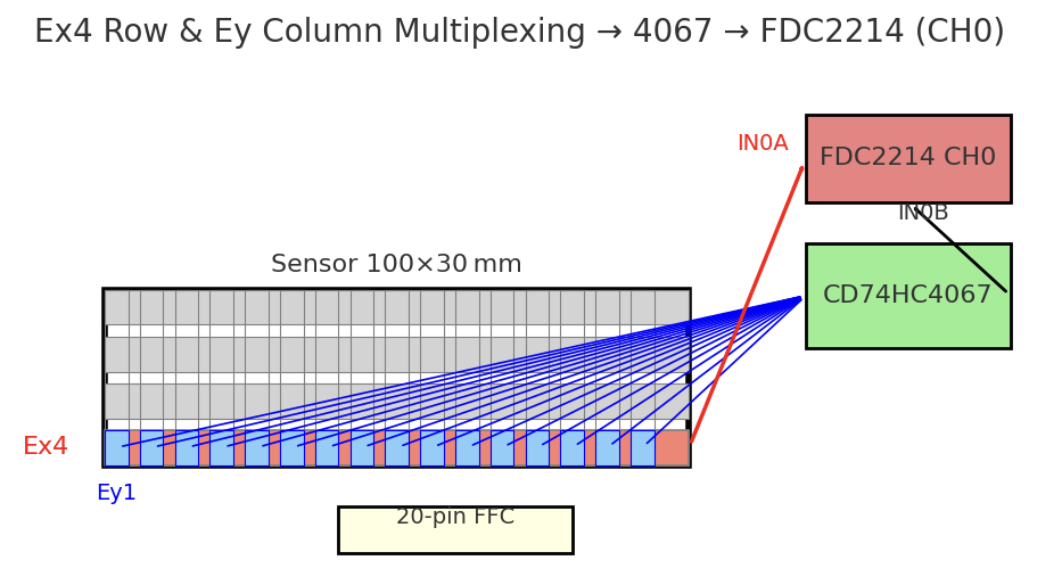 Ex4 Row & Ey Column Multiplexing → 4067 → FDC2214 (CH0)
IN0A
FDC2214 CH0
IN0B
Sensor 100×30 mm
CD74HC4067
Ex4
Ey1
20-pin FFC